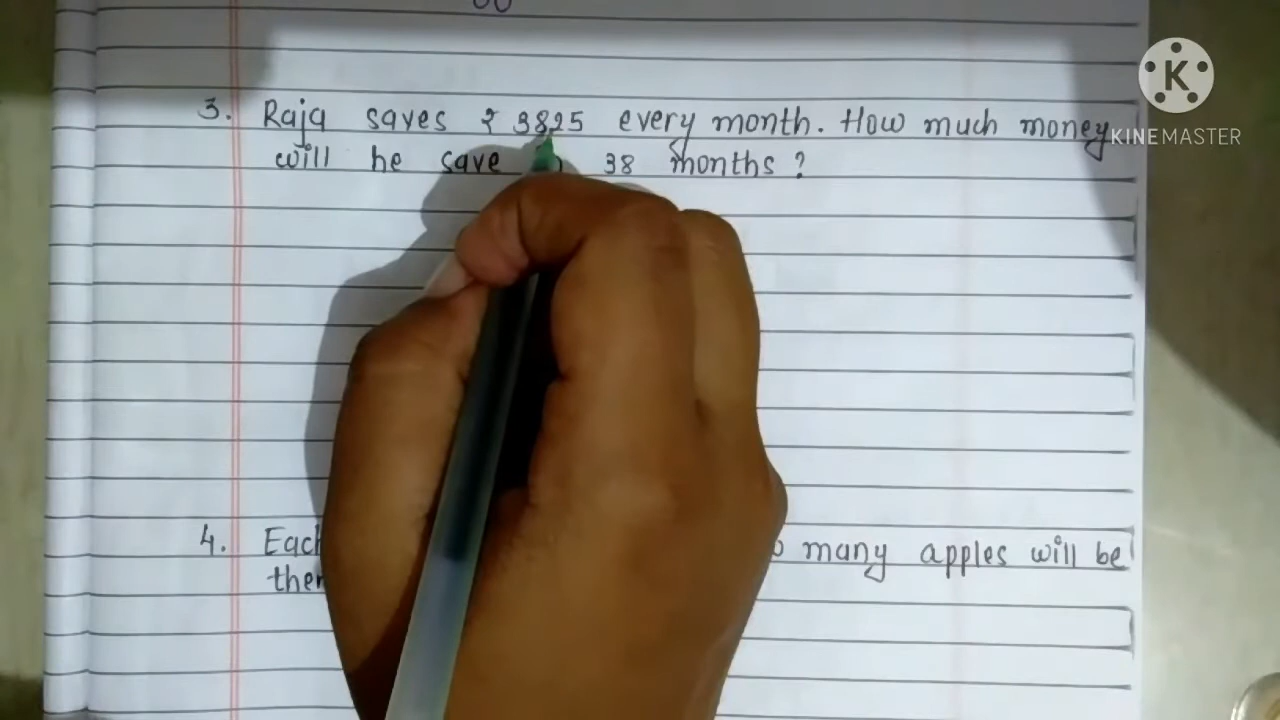 3. Raja saves ₹ 3825 every month. How much money
will he save 38 months ?
4. Each many apples will be
K
KINEMASTER